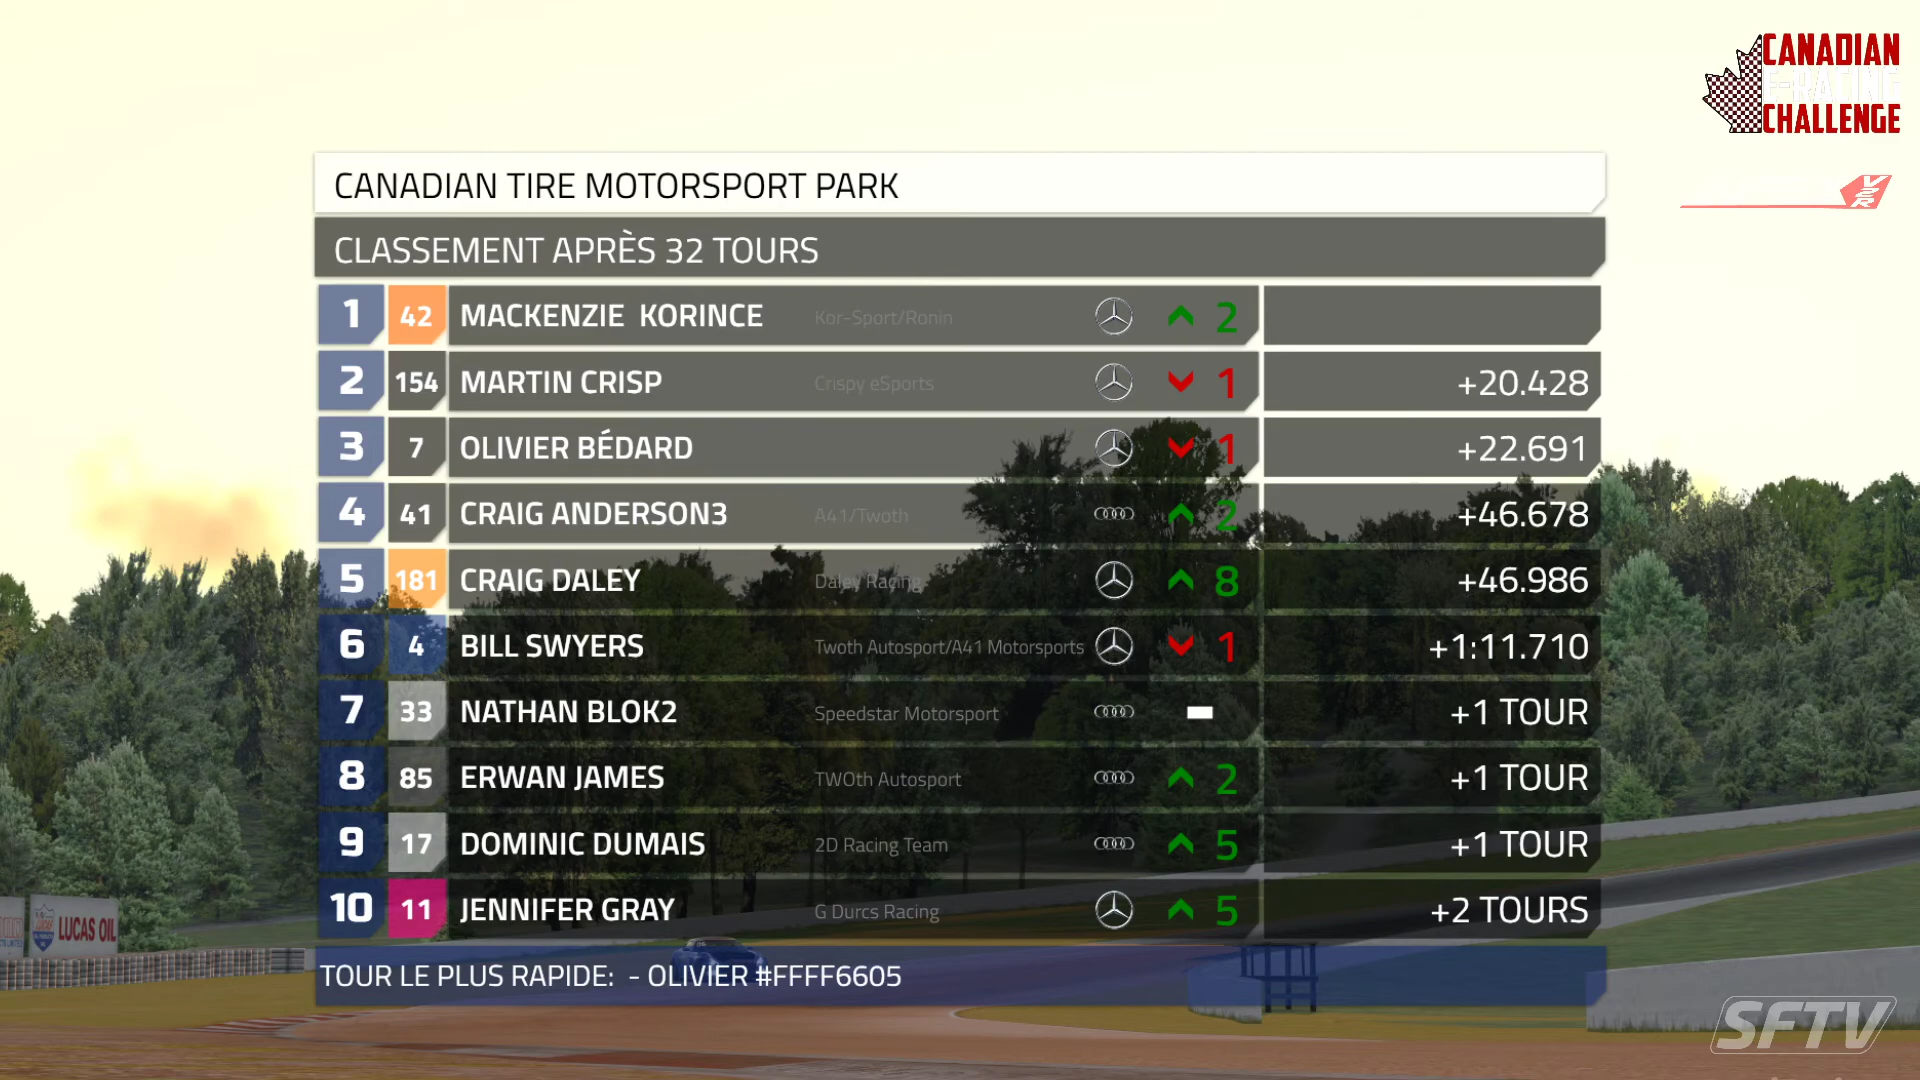 CANADIAN
E-RACING
CHALLENGE
VSR
CANADIAN TIRE MOTORSPORT PARK
CLASSEMENT APRÈS 32 TOURS
1 42 MACKENZIE KORINCE Kor-Sport/Ronin 2
2 154 MARTIN CRISP Crispy eSports 1 +20.428
3 7 OLIVIER BÉDARD 1 +22.691
4 41 CRAIG ANDERSON3 A41/Twoth 2 +46.678
5 181 CRAIG DALEY Daley Racing 8 +46.986
6 4 BILL SWYERS Twoth Autosport/A41 Motorsports 1 +1:11.710
7 33 NATHAN BLOK2 Speedstar Motorsport +1 TOUR
8 85 ERWAN JAMES TWOth Autosport 2 +1 TOUR
9 17 DOMINIC DUMAIS 2D Racing Team 5 +1 TOUR
10 11 JENNIFER GRAY G Durcs Racing 5 +2 TOURS
LUCAS OIL
TOUR LE PLUS RAPIDE: - OLIVIER #FFFF6605
SFTV